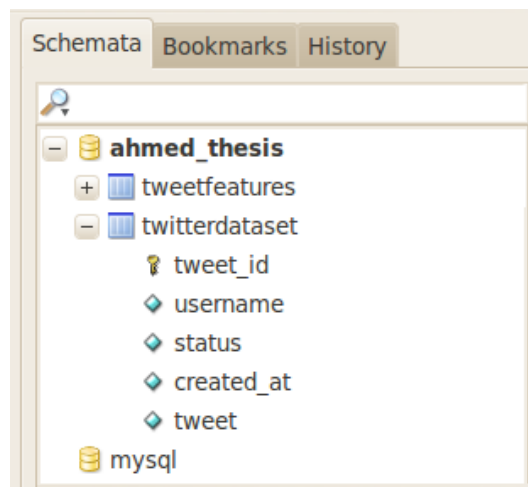 Schemata Bookmarks History
ahmed_thesis
tweetfeatures
twitterdataset
tweet_id
username
status
created_at
tweet
mysql